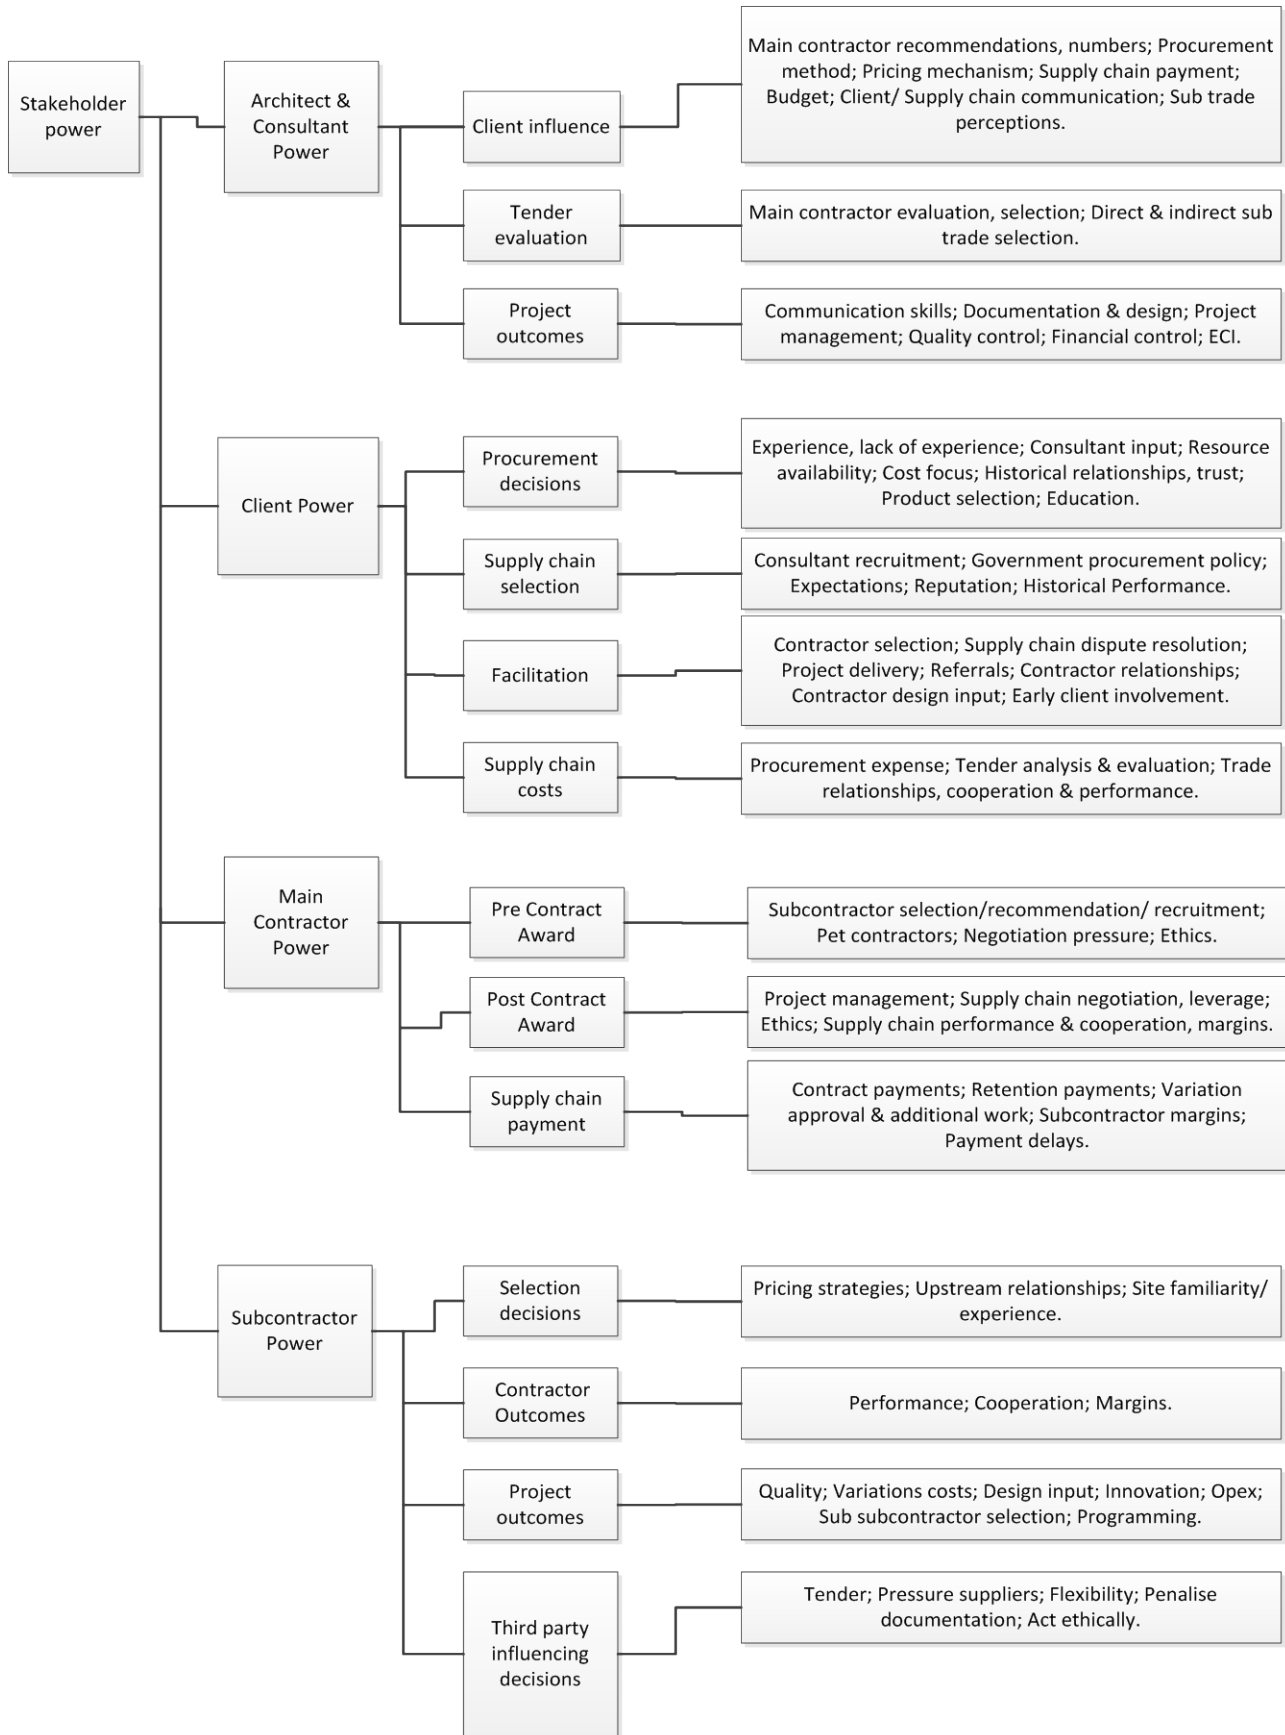 Stakeholder
power
Architect &
Consultant
Power
Client influence
Main contractor recommendations, numbers; Procurement
method; Pricing mechanism; Supply chain payment;
Budget; Client/ Supply chain communication; Sub trade
perceptions.
Tender
evaluation
Main contractor evaluation, selection; Direct & indirect sub
trade selection.
Project
outcomes
Communication skills; Documentation & design; Project
management; Quality control; Financial control; ECI.
Client Power
Procurement
decisions
Experience, lack of experience; Consultant input; Resource
availability; Cost focus; Historical relationships, trust;
Product selection; Education.
Supply chain
selection
Consultant recruitment; Government procurement policy;
Expectations; Reputation; Historical Performance.
Facilitation
Contractor selection; Supply chain dispute resolution;
Project delivery; Referrals; Contractor relationships;
Contractor design input; Early client involvement.
Supply chain
costs
Procurement expense; Tender analysis & evaluation; Trade
relationships, cooperation & performance.
Main
Contractor
Power
Pre Contract
Award
Subcontractor selection/recommendation/ recruitment;
Pet contractors; Negotiation pressure; Ethics.
Post Contract
Award
Project management; Supply chain negotiation, leverage;
Ethics; Supply chain performance & cooperation, margins.
Supply chain
payment
Contract payments; Retention payments; Variation
approval & additional work; Subcontractor margins;
Payment delays.
Subcontractor
Power
Selection
decisions
Pricing strategies; Upstream relationships; Site familiarity/
experience.
Contractor
Outcomes
Performance; Cooperation; Margins.
Project
outcomes
Quality; Variations costs; Design input; Innovation; Opex;
Sub subcontractor selection; Programming.
Third party
influencing
decisions
Tender; Pressure suppliers; Flexibility; Penalise
documentation; Act ethically.